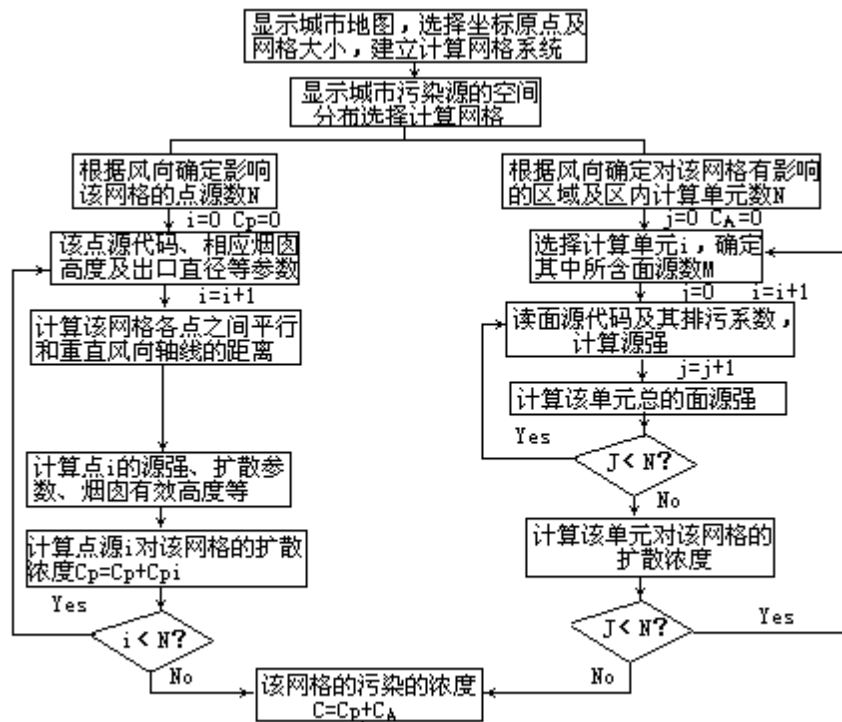 显示城市地图，选择坐标原点及
网格大小，建立计算网格系统
显示城市污染源的空间
分布选择计算网格
根据风向确定影响
该网格的点源数N
i=0 Cp=0
该点源代码、相应烟囱
高度及出口直径等参数
i=i+1
计算该网格各点之间平行
和重直风向轴线的距离
计算点i的源强、扩散参
数、烟囱有效高度等
计算点源i对该网格的扩散
浓度Cp=Cp+Cpi
Yes
i < N?
No
根据风向确定对该网格有影响
的区域及区内计算单元数N
j=0 CA=0
选择计算单元i，确定
其中所含面源数M
j=0 i=i+1
读面源代码及其排污系数，
计算源强
j=j+1
计算该单元总的面源强
Yes
J < N?
No
计算该单元对该网格的
扩散浓度
J < N?
Yes
No
该网格的污染的浓度
C=Cp+CA